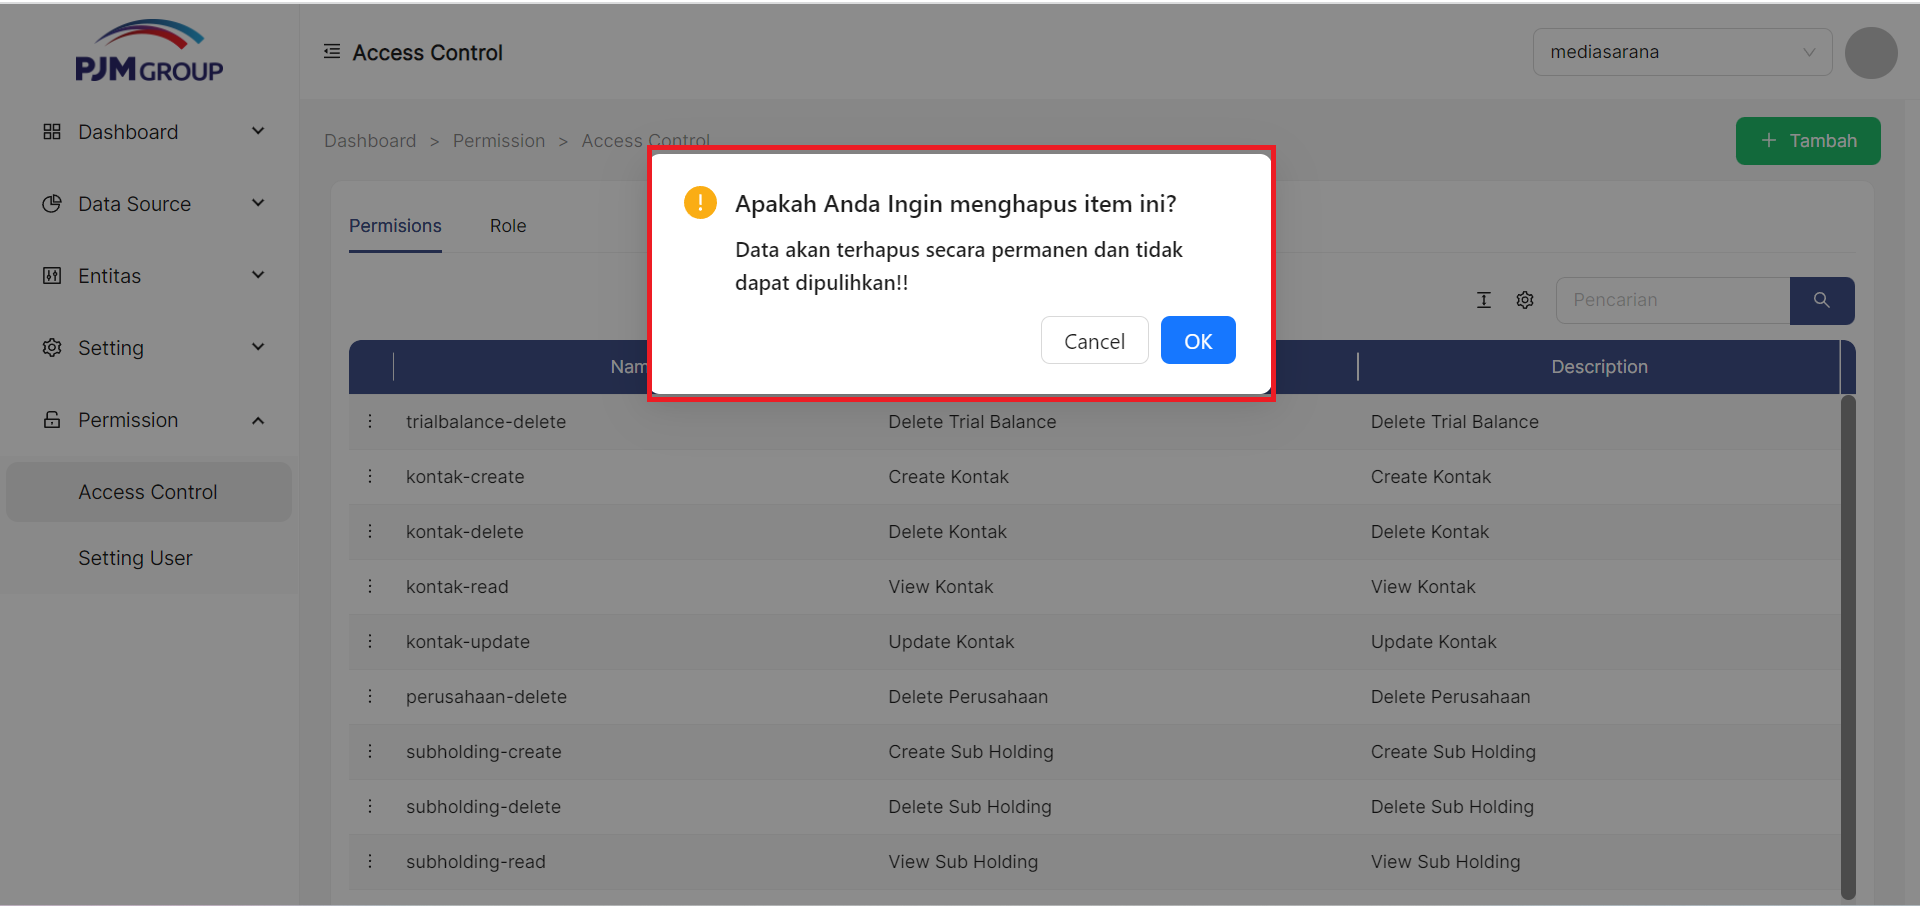 PJM GROUP
Access Control
mediasarana
Dashboard
Data Source
Entitas
Setting
Permission
Access Control
Setting User
Dashboard > Permission > Access Control
+ Tambah
Permisions Role
Apakah Anda Ingin menghapus item ini?
Data akan terhapus secara permanen dan tidak
dapat dipulihkan!!
Cancel OK
Pencarian
Description
trialbalance-delete Delete Trial Balance Delete Trial Balance
kontak-create Create Kontak Create Kontak
kontak-delete Delete Kontak Delete Kontak
kontak-read View Kontak View Kontak
kontak-update Update Kontak Update Kontak
perusahaan-delete Delete Perusahaan Delete Perusahaan
subholding-create Create Sub Holding Create Sub Holding
subholding-delete Delete Sub Holding Delete Sub Holding
subholding-read View Sub Holding View Sub Holding